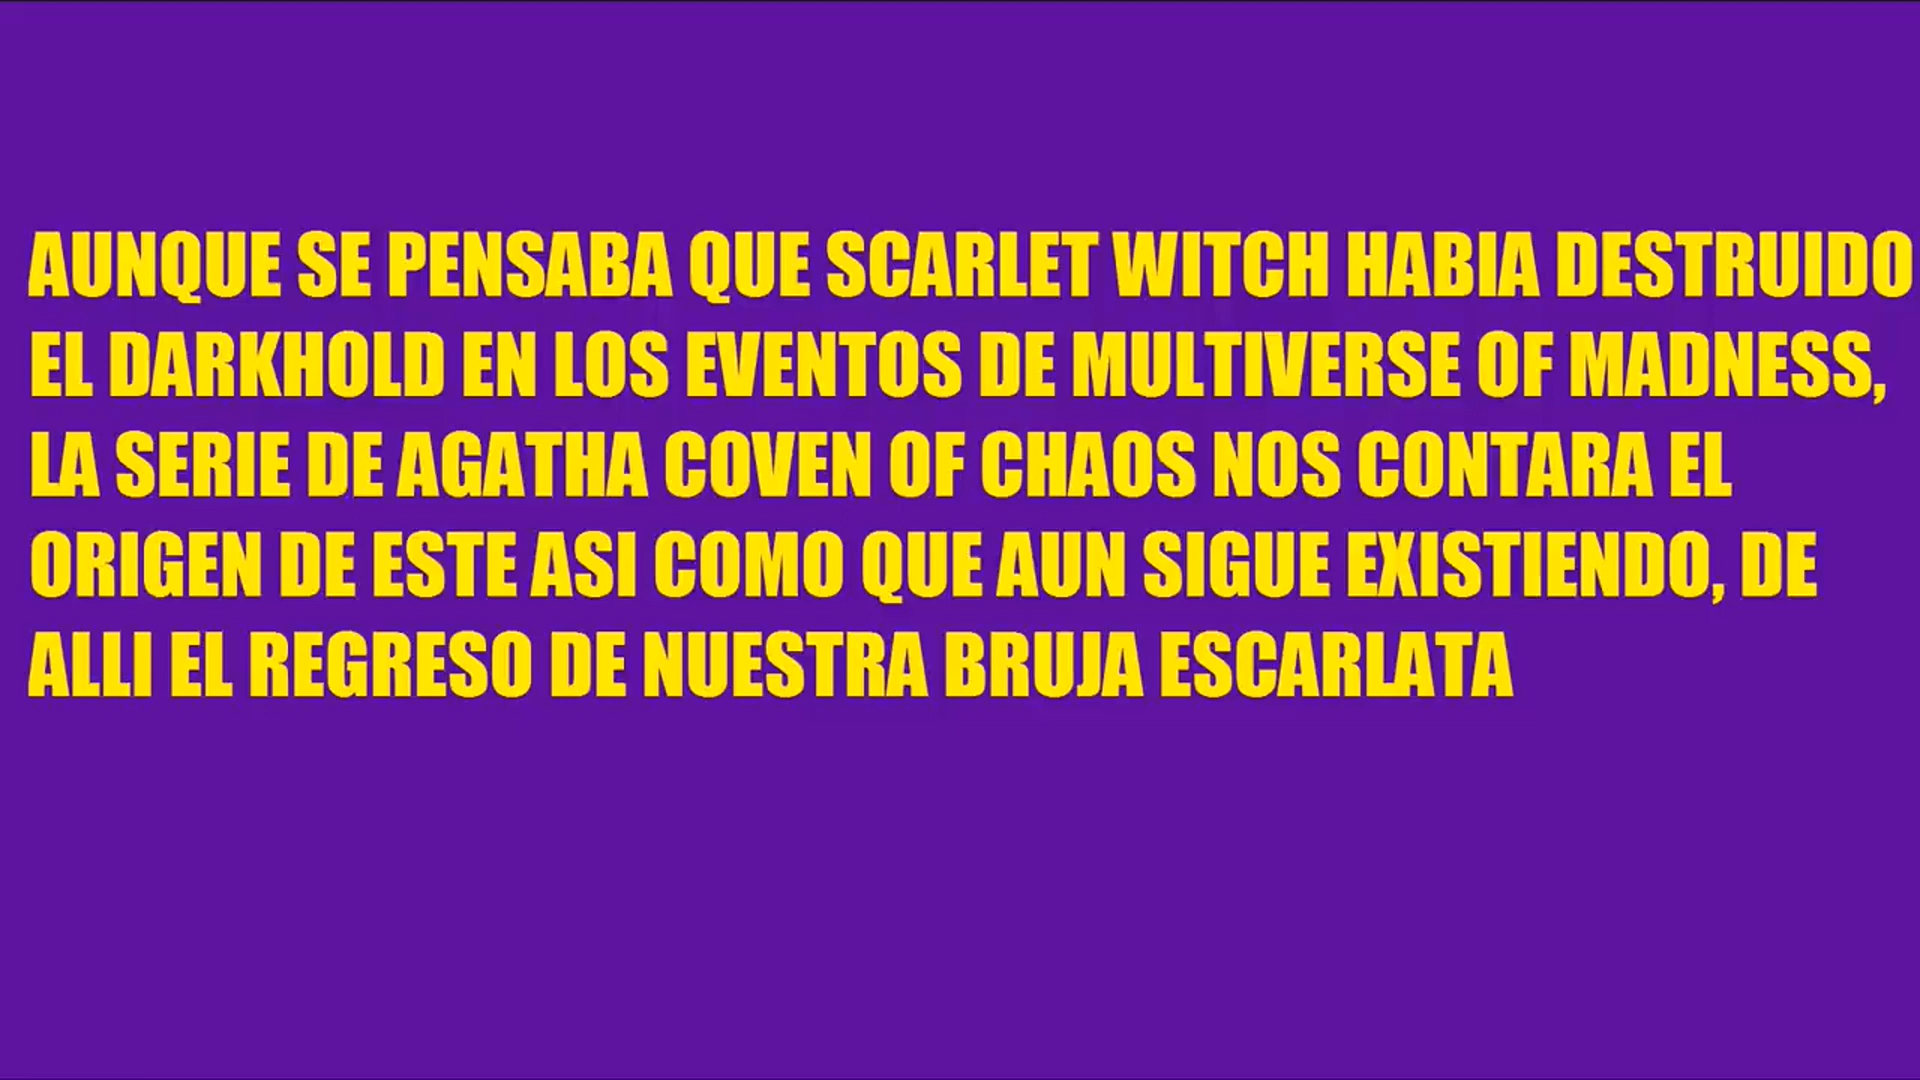 AUNQUE SE PENSABA QUE SCARLET WITCH HABIA DESTRUIDO
EL DARKHOLD EN LOS EVENTOS DE MULTIVERSE OF MADNESS,
LA SERIE DE AGATHA COVEN OF CHAOS NOS CONTARA EL
ORIGEN DE ESTE ASI COMO QUE AUN SIGUE EXISTIENDO, DE
ALLI EL REGRESO DE NUESTRA BRUJA ESCARLATA